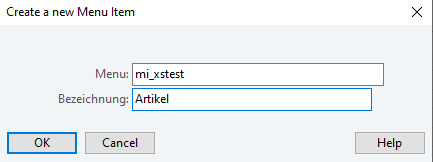 Create a new Menu Item
Menu: mi_xstest
Bezeichnung: Artikel
OK Cancel Help